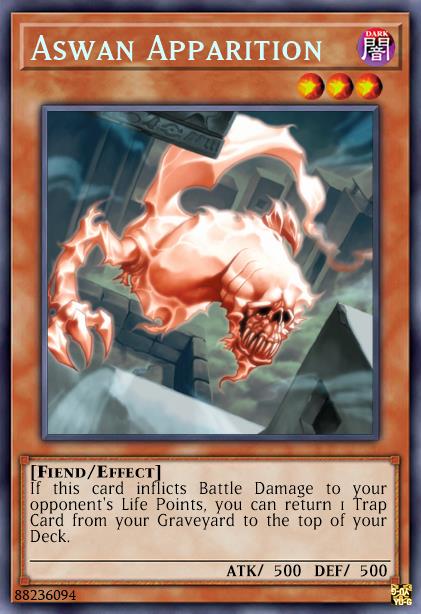 ASWAN APPARITION
DARK
闇
[FIEND/EFFECT]
If this card inflicts Battle Damage to your
opponent's Life Points, you can return 1 Trap
Card from your Graveyard to the top of your
Deck.
ATK/ 500 DEF/ 500
88236094